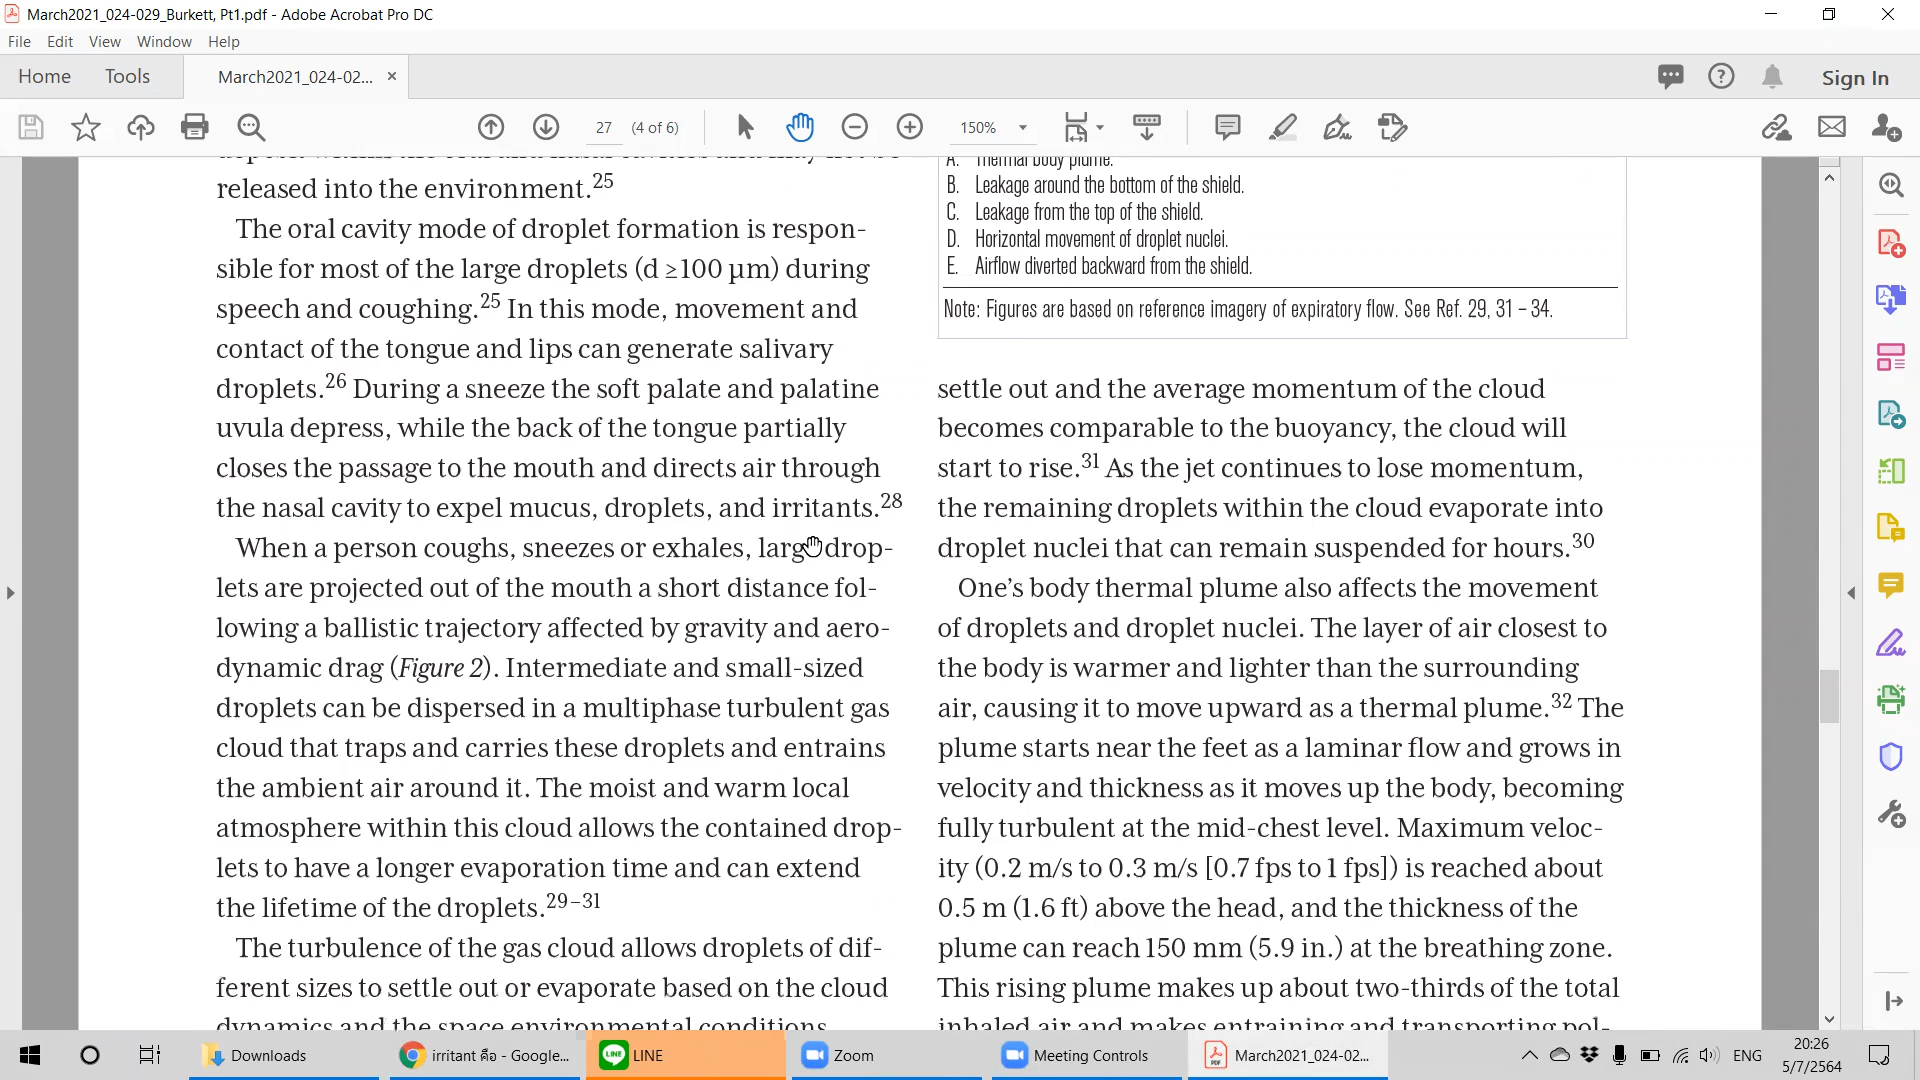 March2021_024-029_Burkett, Pt1.pdf - Adobe Acrobat Pro DC
File Edit View Window Help
Home Tools March2021_024-02... × Sign In
27 (4 of 6) 150%
released into the environment.25
The oral cavity mode of droplet formation is respon-
sible for most of the large droplets (d ≥100 µm) during
speech and coughing.25 In this mode, movement and
contact of the tongue and lips can generate salivary
droplets.26 During a sneeze the soft palate and palatine
uvula depress, while the back of the tongue partially
closes the passage to the mouth and directs air through
the nasal cavity to expel mucus, droplets, and irritants.28
When a person coughs, sneezes or exhales, large drop-
lets are projected out of the mouth a short distance fol-
lowing a ballistic trajectory affected by gravity and aero-
dynamic drag (Figure 2). Intermediate and small-sized
droplets can be dispersed in a multiphase turbulent gas
cloud that traps and carries these droplets and entrains
the ambient air around it. The moist and warm local
atmosphere within this cloud allows the contained drop-
lets to have a longer evaporation time and can extend
the lifetime of the droplets.29–31
The turbulence of the gas cloud allows droplets of dif-
ferent sizes to settle out or evaporate based on the cloud
dynamics and the space environmental conditions
A. Thermal body plume.
B. Leakage around the bottom of the shield.
C. Leakage from the top of the shield.
D. Horizontal movement of droplet nuclei.
E. Airflow diverted backward from the shield.
Note: Figures are based on reference imagery of expiratory flow. See Ref. 29, 31 – 34.
settle out and the average momentum of the cloud
becomes comparable to the buoyancy, the cloud will
start to rise.31 As the jet continues to lose momentum,
the remaining droplets within the cloud evaporate into
droplet nuclei that can remain suspended for hours.30
One’s body thermal plume also affects the movement
of droplets and droplet nuclei. The layer of air closest to
the body is warmer and lighter than the surrounding
air, causing it to move upward as a thermal plume.32 The
plume starts near the feet as a laminar flow and grows in
velocity and thickness as it moves up the body, becoming
fully turbulent at the mid-chest level. Maximum veloc-
ity (0.2 m/s to 0.3 m/s [0.7 fps to 1 fps]) is reached about
0.5 m (1.6 ft) above the head, and the thickness of the
plume can reach 150 mm (5.9 in.) at the breathing zone.
This rising plume makes up about two-thirds of the total
inhaled air and makes entraining and transporting pol-
Downloads irritant คือ - Google... LINE Zoom Meeting Controls March2021_024-02... ENG 20:26
5/7/2564